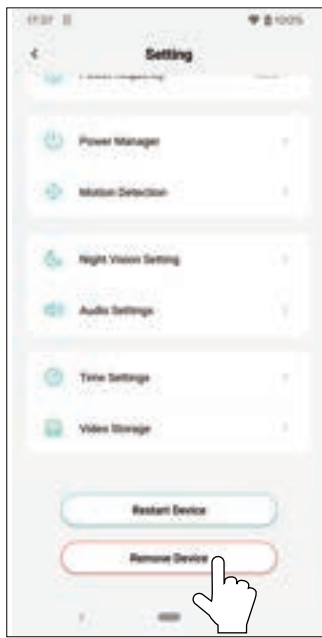 Setting
Power Manager
Motion Detection
Night Vision Setting
Audio Settings
Time Settings
Video Storage
Restart Device
Remove Device